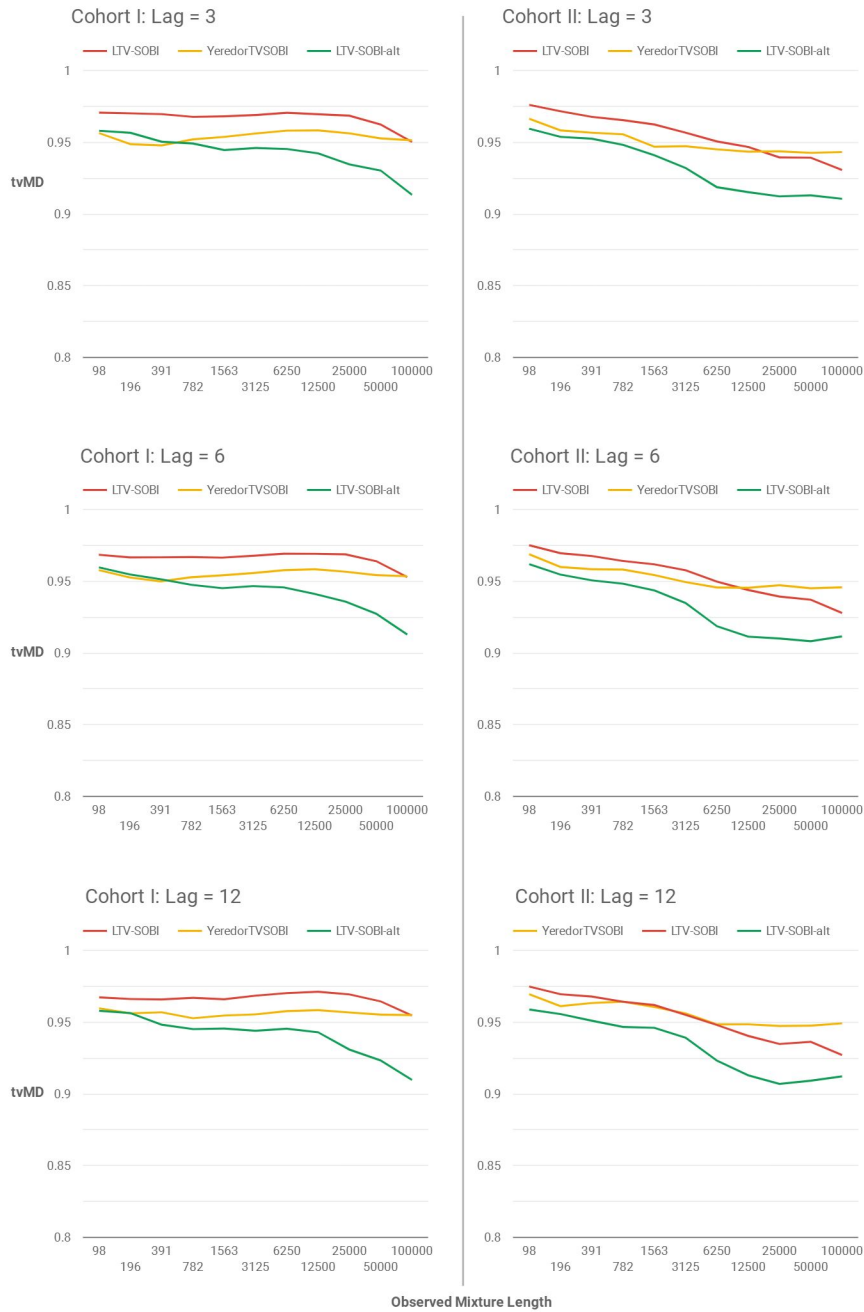 Cohort I: Lag = 3
LTV-SOBI YeredorTVSOBI LTV-SOBI-alt
1
0.95
tvMD
0.9
0.85
0.8
98 391 1563 6250 25000 100000
196 782 3125 12500 50000
Cohort II: Lag = 3
LTV-SOBI YeredorTVSOBI LTV-SOBI-alt
1
0.95
0.9
0.85
0.8
98 391 1563 6250 25000 100000
196 782 3125 12500 50000
Cohort I: Lag = 6
LTV-SOBI YeredorTVSOBI LTV-SOBI-alt
1
0.95
tvMD
0.9
0.85
0.8
98 391 1563 6250 25000 100000
196 782 3125 12500 50000
Cohort II: Lag = 6
LTV-SOBI YeredorTVSOBI LTV-SOBI-alt
1
0.95
0.9
0.85
0.8
98 391 1563 6250 25000 100000
196 782 3125 12500 50000
Cohort I: Lag = 12
LTV-SOBI YeredorTVSOBI LTV-SOBI-alt
1
0.95
tvMD
0.9
0.85
0.8
98 391 1563 6250 25000 100000
196 782 3125 12500 50000
Cohort II: Lag = 12
YeredorTVSOBI LTV-SOBI LTV-SOBI-alt
1
0.95
0.9
0.85
0.8
98 391 1563 6250 25000 100000
196 782 3125 12500 50000
Observed Mixture Length